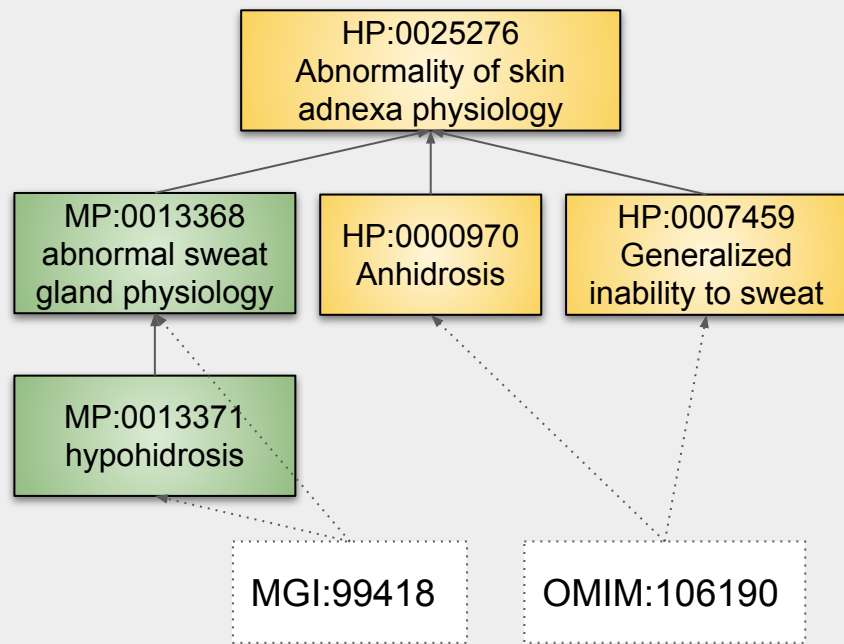 HP:0025276
Abnormality of skin
adnexa physiology
MP:0013368
abnormal sweat
gland physiology
HP:0000970
Anhidrosis
HP:0007459
Generalized
inability to sweat
MP:0013371
hypohidrosis
MGI:99418
OMIM:106190